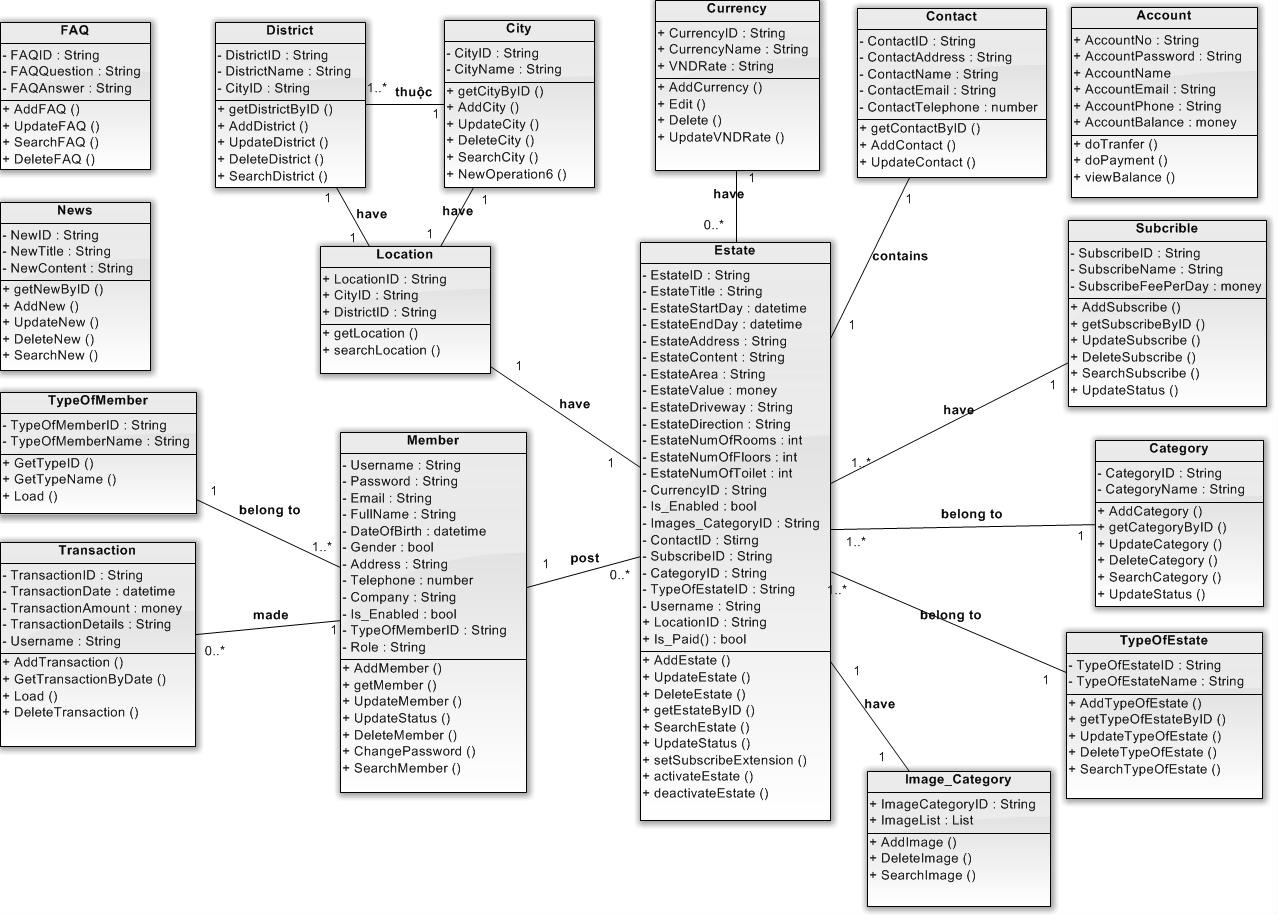 FAQ
- FAQID : String
- FAQQuestion : String
- FAQAnswer : String
+ AddFAQ ()
+ UpdateFAQ ()
+ SearchFAQ ()
+ DeleteFAQ ()
District
- DistrictID : String
- DistrictName : String
- CityID : String
+ getDistrictByID ()
+ AddDistrict ()
+ UpdateDistrict ()
+ DeleteDistrict ()
+ SearchDistrict ()
1..*
thuộc
1
City
- CityID : String
- CityName : String
+ getCityByID ()
+ AddCity ()
+ UpdateCity ()
+ DeleteCity ()
+ SearchCity ()
+ NewOperation6 ()
Currency
+ CurrencyID : String
+ CurrencyName : String
+ VNDRate : String
+ AddCurrency ()
+ Edit ()
+ Delete ()
+ UpdateVNDRate ()
Contact
- ContactID : String
- ContactAddress : String
- ContactName : String
- ContactEmail : String
- ContactTelephone : number
+ getContactByID ()
+ AddContact ()
+ UpdateContact ()
Account
+ AccountNo : String
+ AccountPassword : String
+ AccountName
+ AccountEmail : String
+ AccountPhone : String
+ AccountBalance : money
+ doTranfer ()
+ doPayment ()
+ viewBalance ()
1
have
1
1
have
1
1
have
0..*
1
contains
1
News
- NewID : String
- NewTitle : String
- NewContent : String
+ getNewByID ()
+ AddNew ()
+ UpdateNew ()
+ DeleteNew ()
+ SearchNew ()
Location
+ LocationID : String
+ CityID : String
+ DistrictID : String
+ getLocation ()
+ searchLocation ()
1
have
1
Estate
- EstateID : String
- EstateTitle : String
- EstateStartDay : datetime
- EstateEndDay : datetime
- EstateAddress : String
- EstateContent : String
- EstateArea : String
- EstateValue : money
- EstateDriveway : String
- EstateDirection : String
- EstateNumOfRooms : int
- EstateNumOfFloors : int
- EstateNumOfToilet : int
- CurrencyID : String
- Is_Enabled : bool
- Images_CategoryID : String
- ContactID : Stirng
- SubscribeID : String
- CategoryID : String
- TypeOfEstateID : String
- Username : String
+ LocationID : String
+ Is_Paid() : bool
+ AddEstate ()
+ UpdateEstate ()
+ DeleteEstate ()
+ getEstateByID ()
+ SearchEstate ()
+ UpdateStatus ()
+ setSubscribeExtension ()
+ activateEstate ()
+ deactivateEstate ()
Subcrible
- SubscribeID : String
- SubscribeName : String
- SubscribeFeePerDay : money
+ AddSubscribe ()
+ getSubscribeByID ()
+ UpdateSubscribe ()
+ DeleteSubscribe ()
+ SearchSubscribe ()
+ UpdateStatus ()
1
have
1..*
TypeOfMember
- TypeOfMemberID : String
- TypeOfMemberName : String
+ GetTypeID ()
+ GetTypeName ()
+ Load ()
1
belong to
1..*
Member
- Username : String
- Password : String
- Email : String
- FullName : String
- DateOfBirth : datetime
- Gender : bool
- Address : String
- Telephone : number
- Company : String
- Is_Enabled : bool
- TypeOfMemberID : String
- Role : String
+ AddMember ()
+ getMember ()
+ UpdateMember ()
+ UpdateStatus ()
+ DeleteMember ()
+ ChangePassword ()
+ SearchMember ()
1
post
0..*
Category
- CategoryID : String
- CategoryName : String
+ AddCategory ()
+ getCategoryByID ()
+ UpdateCategory ()
+ DeleteCategory ()
+ SearchCategory ()
+ UpdateStatus ()
belong to
1..*
1
Transaction
- TransactionID : String
- TransactionDate : datetime
- TransactionAmount : money
- TransactionDetails : String
- Username : String
+ AddTransaction ()
+ GetTransactionByDate ()
+ Load ()
+ DeleteTransaction ()
made
1
0..*
1..*
belong to
1
TypeOfEstate
- TypeOfEstateID : String
- TypeOfEstateName : String
+ AddTypeOfEstate ()
+ getTypeOfEstateByID ()
+ UpdateTypeOfEstate ()
+ DeleteTypeOfEstate ()
+ SearchTypeOfEstate ()
1
have
1
Image_Category
+ ImageCategoryID : String
+ ImageList : List
+ AddImage ()
+ DeleteImage ()
+ SearchImage ()